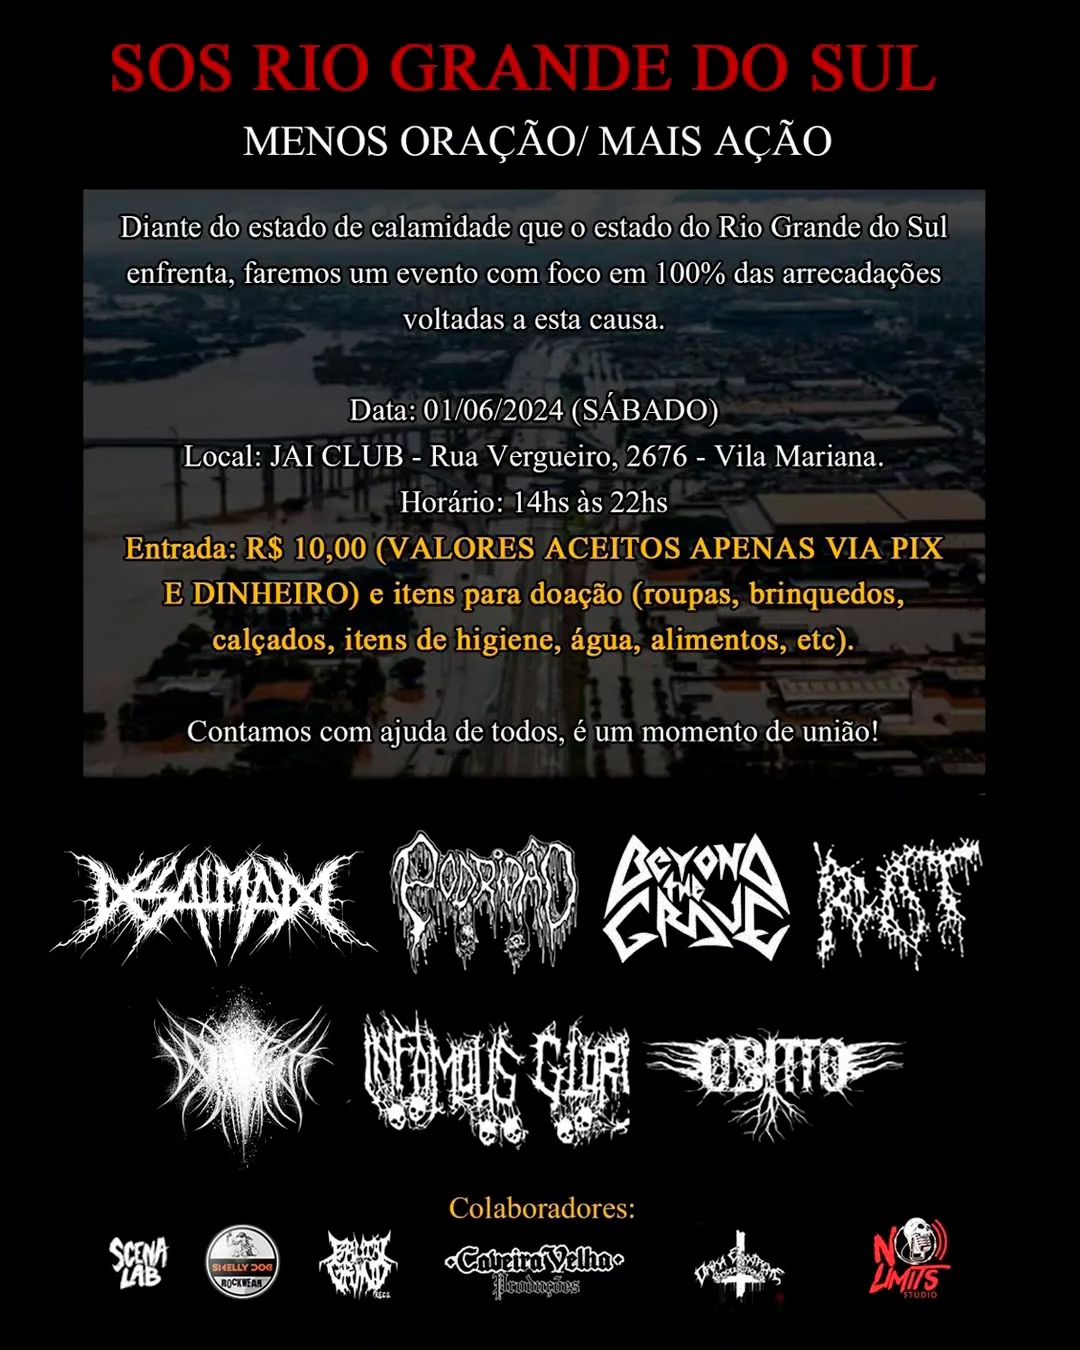 SOS RIO GRANDE DO SUL
MENOS ORAÇÃO/ MAIS AÇÃO
Diante do estado de calamidade que o estado do Rio Grande do Sul
enfrenta, faremos um evento com foco em 100% das arrecadações
voltadas a esta causa.
Data: 01/06/2024 (SÁBADO)
Local: JAI CLUB - Rua Vergueiro, 2676 - Vila Mariana.
Horário: 14hs às 22hs
Entrada: R$ 10,00 (VALORES ACEITOS APENAS VIA PIX
E DINHEIRO) e itens para doação (roupas, brinquedos,
calçados, itens de higiene, água, alimentos, etc).
Contamos com ajuda de todos, é um momento de união!
DESALMADO
PODRIDÃO
BEYOND
THE
GRAVE
ROT
INFAMOUS GLORY
OBITTO
Colaboradores:
SCENA
LAB
SMELLY DOG
ROCKWEAR
BRUTAL
GRIND
RECS.
Caveira Velha
Produções
NO
LIMITS
STUDIO